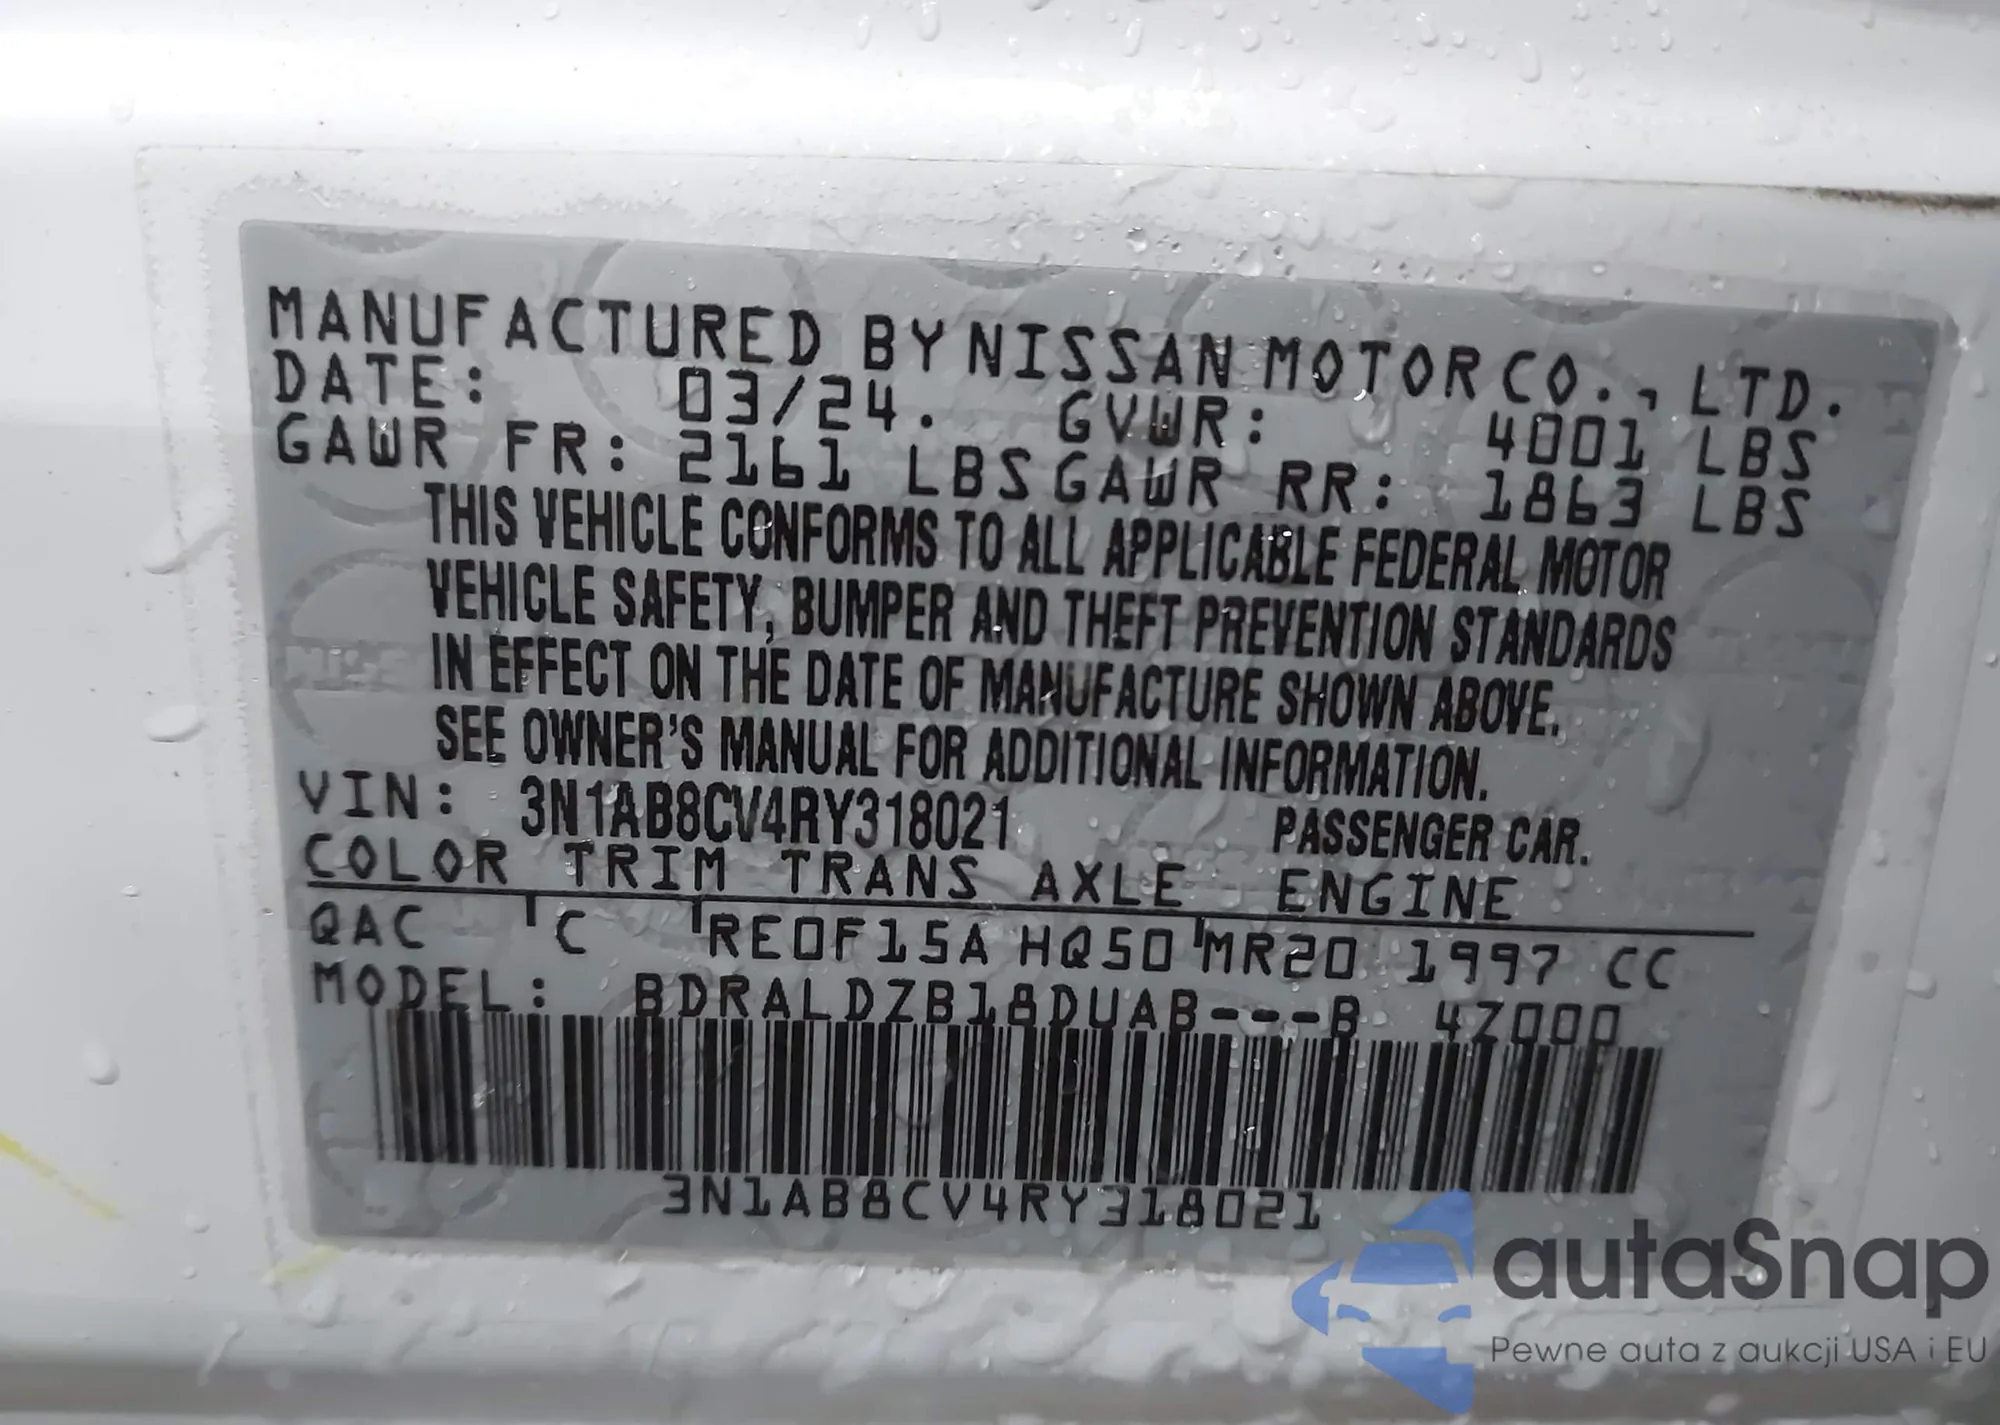 MANUFACTURED BY NISSAN MOTOR CO., LTD.
DATE: 03/24. GVWR: 4001 LBS
GAWR FR: 2161 LBS GAWR RR: 1863 LBS
THIS VEHICLE CONFORMS TO ALL APPLICABLE FEDERAL MOTOR
VEHICLE SAFETY, BUMPER AND THEFT PREVENTION STANDARDS
IN EFFECT ON THE DATE OF MANUFACTURE SHOWN ABOVE.
SEE OWNER'S MANUAL FOR ADDITIONAL INFORMATION.
VIN: 3N1AB8CV4RY318021 PASSENGER CAR.
COLOR TRIM TRANS AXLE ENGINE
QAC C RE0F15A HQ50 MR20 1997 CC
MODEL: BDRALDZB18DUAB---B 4Z000
3N1AB8CV4RY318021
autaSnap
Pewne auta z aukcji USA i EU